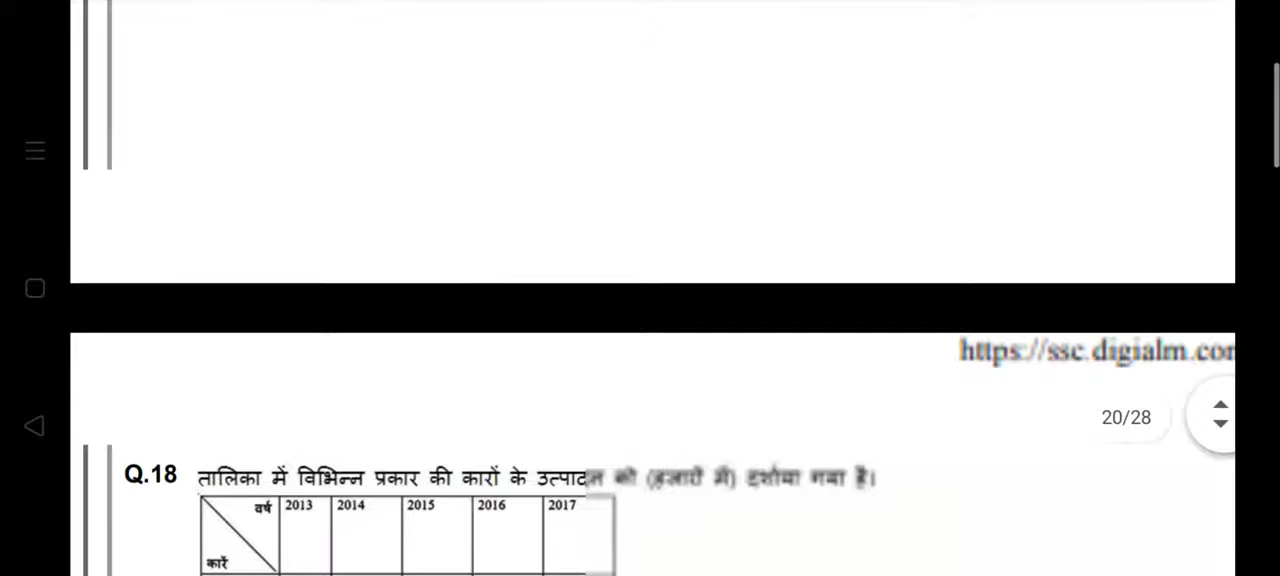 https://ssc.digialm.com
20/28
Q.18 तालिका में विभिन्न प्रकार की कारों के उत्पादन को (हजारों में) दर्शाया गया है।
वर्ष 2013 2014 2015 2016 2017
कारें